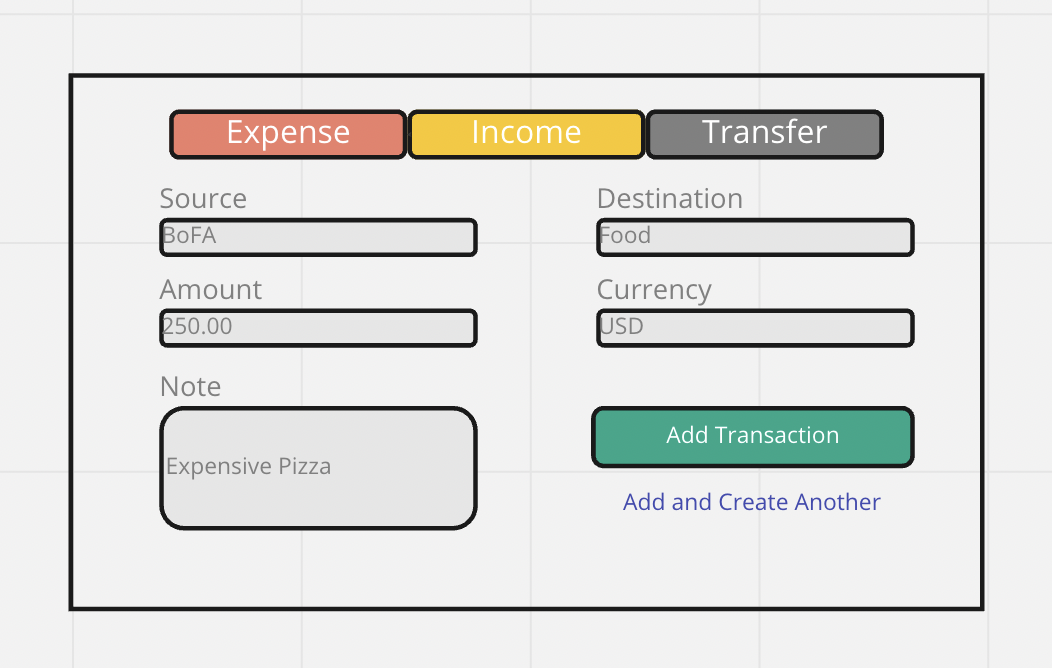 Expense Income Transfer
Source Destination
BoFA Food
Amount Currency
250.00 USD
Note
Add Transaction
Expensive Pizza
Add and Create Another